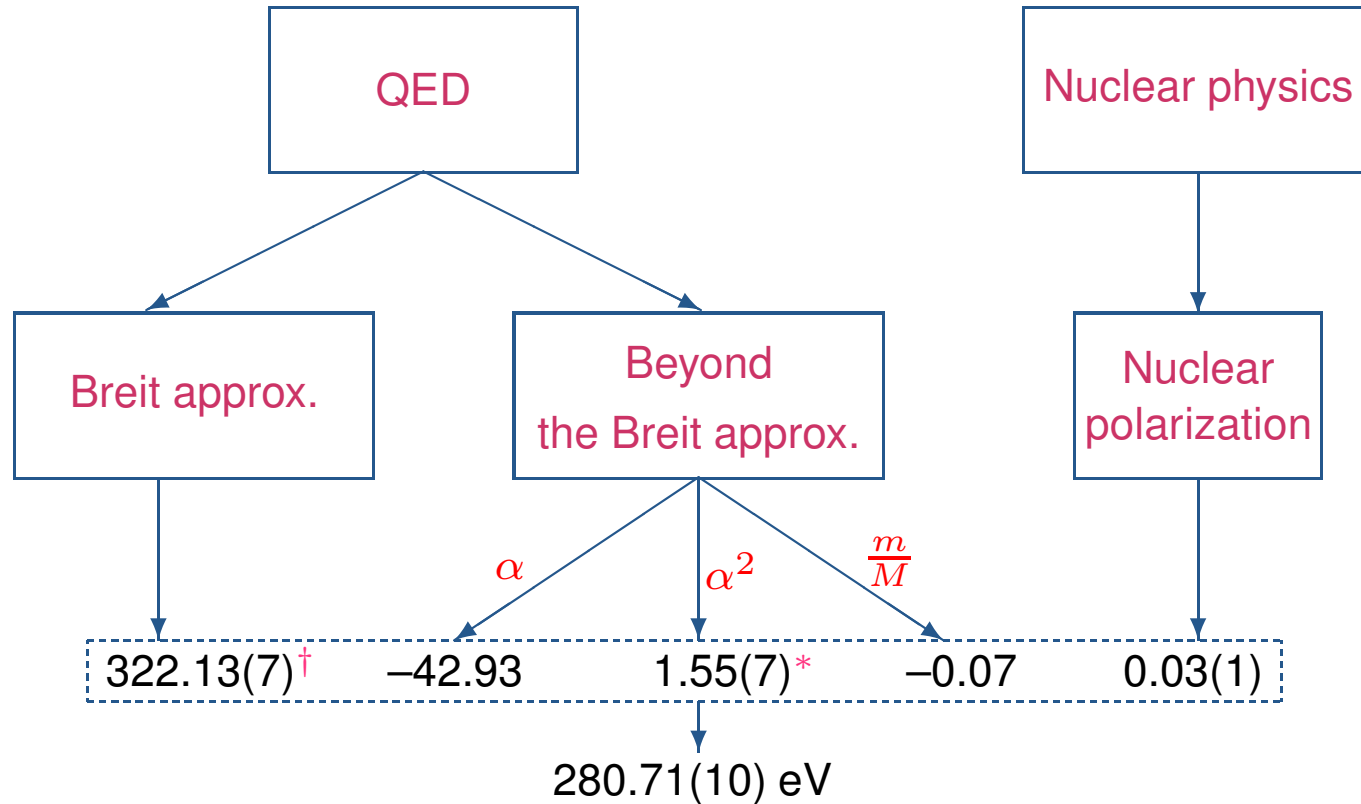 QED
Nuclear physics
Breit approx.
Beyond
the Breit approx.
Nuclear
polarization
α
α²
m/M
322.13(7)† –42.93 1.55(7)* –0.07 0.03(1)
280.71(10) eV